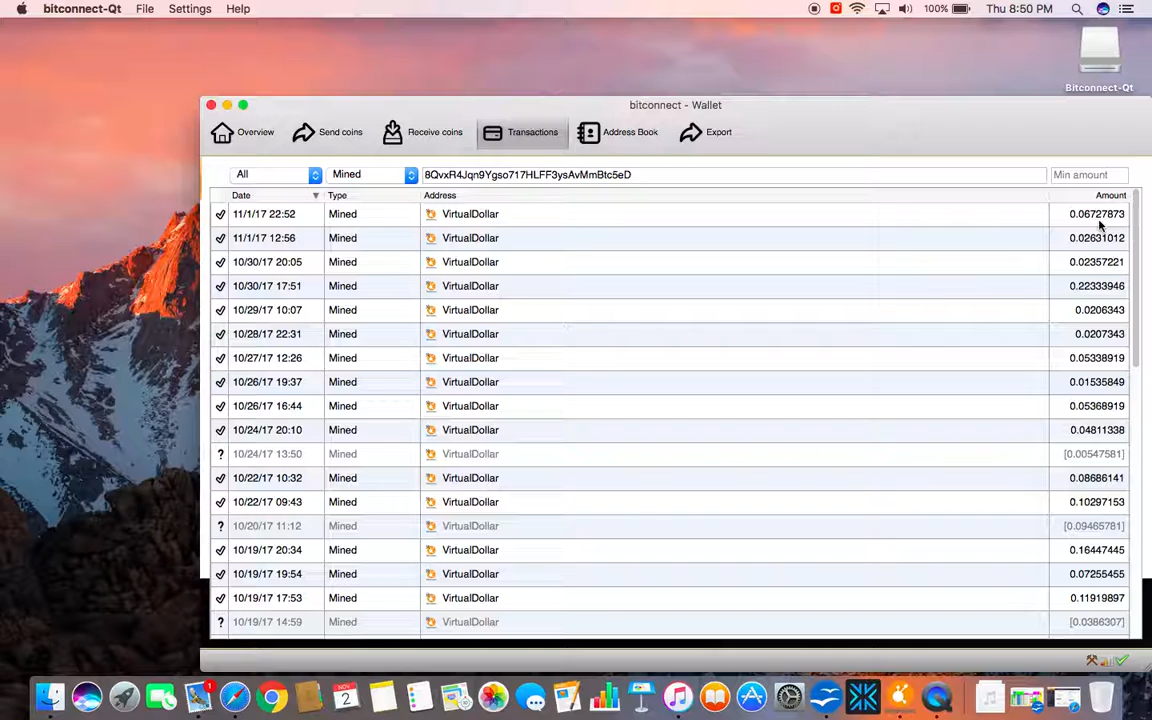 bitconnect-Qt File Settings Help 100% Thu 8:50 PM
Bitconnect-Qt
bitconnect - Wallet
Overview Send coins Receive coins Transactions Address Book Export
All Mined 8QvxR4Jqn9Ygso717HLFF3ysAvMmBtc5eD Min amount
Date Type Address Amount
11/1/17 22:52 Mined VirtualDollar 0.06727873
11/1/17 12:56 Mined VirtualDollar 0.02631012
10/30/17 20:05 Mined VirtualDollar 0.02357221
10/30/17 17:51 Mined VirtualDollar 0.22333946
10/29/17 10:07 Mined VirtualDollar 0.0206343
10/28/17 22:31 Mined VirtualDollar 0.0207343
10/27/17 12:26 Mined VirtualDollar 0.05338919
10/26/17 19:37 Mined VirtualDollar 0.01535849
10/26/17 16:44 Mined VirtualDollar 0.05368919
10/24/17 20:10 Mined VirtualDollar 0.04811338
? 10/24/17 13:50 Mined VirtualDollar [0.00547581]
10/22/17 10:32 Mined VirtualDollar 0.08686141
10/22/17 09:43 Mined VirtualDollar 0.10297153
? 10/20/17 11:12 Mined VirtualDollar [0.09465781]
10/19/17 20:34 Mined VirtualDollar 0.16447445
10/19/17 19:54 Mined VirtualDollar 0.07255455
10/19/17 17:53 Mined VirtualDollar 0.11919897
? 10/19/17 14:59 Mined VirtualDollar [0.0386307]
1 NOV 2